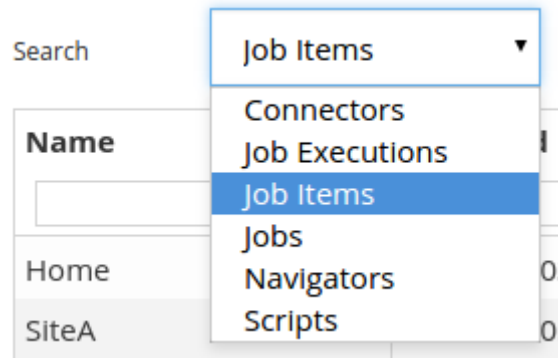 Search
Job Items
Connectors
Name
Job Executions
Job Items
Jobs
Home
Navigators
Scripts
SiteA